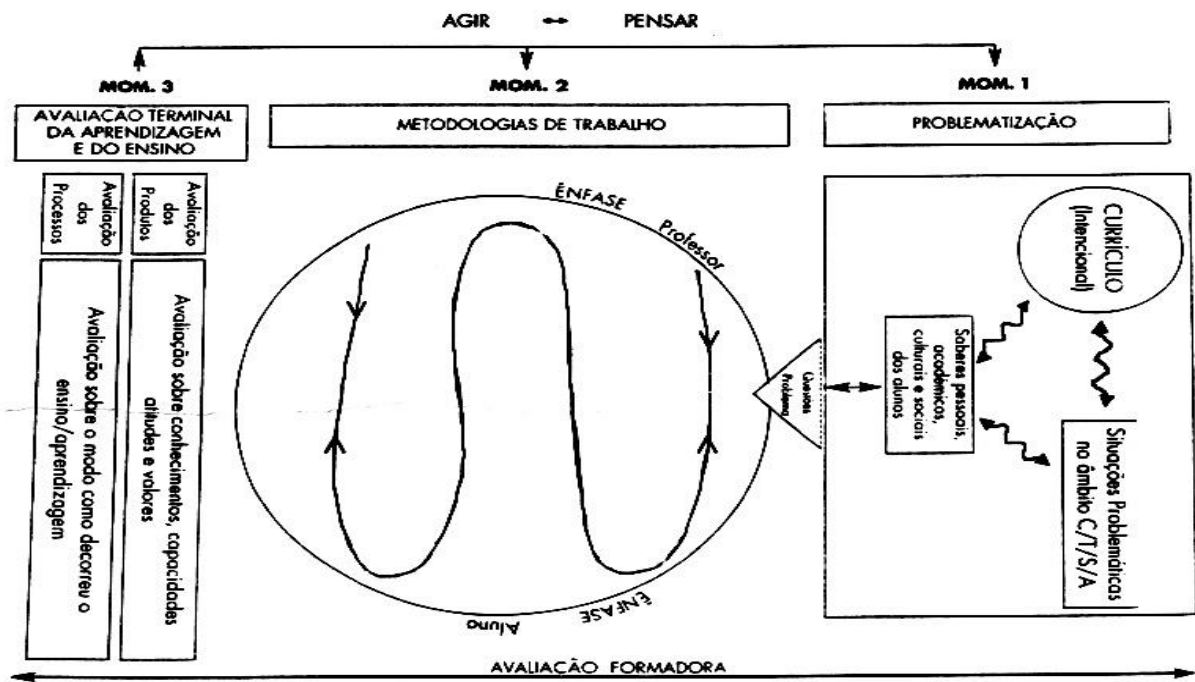 AGIR ↔ PENSAR
MOM. 3
MOM. 2
MOM. 1
AVALIAÇÃO TERMINAL
DA APRENDIZAGEM
E DO ENSINO
METODOLOGIAS DE TRABALHO
PROBLEMATIZAÇÃO
Avaliação
dos
Processos
Avaliação
dos
Produtos
Avaliação sobre o modo como decorreu o
ensino/aprendizagem
Avaliação sobre conhecimentos, capacidades
atitudes e valores
ÊNFASE
Professor
ÊNFASE
Aluno
Questões
Problema
Saberes pessoais,
académicos,
culturais e sociais
dos alunos
CURRÍCULO
(Intencional)
Situações Problemáticas
no âmbito C/T/S/A
AVALIAÇÃO FORMADORA